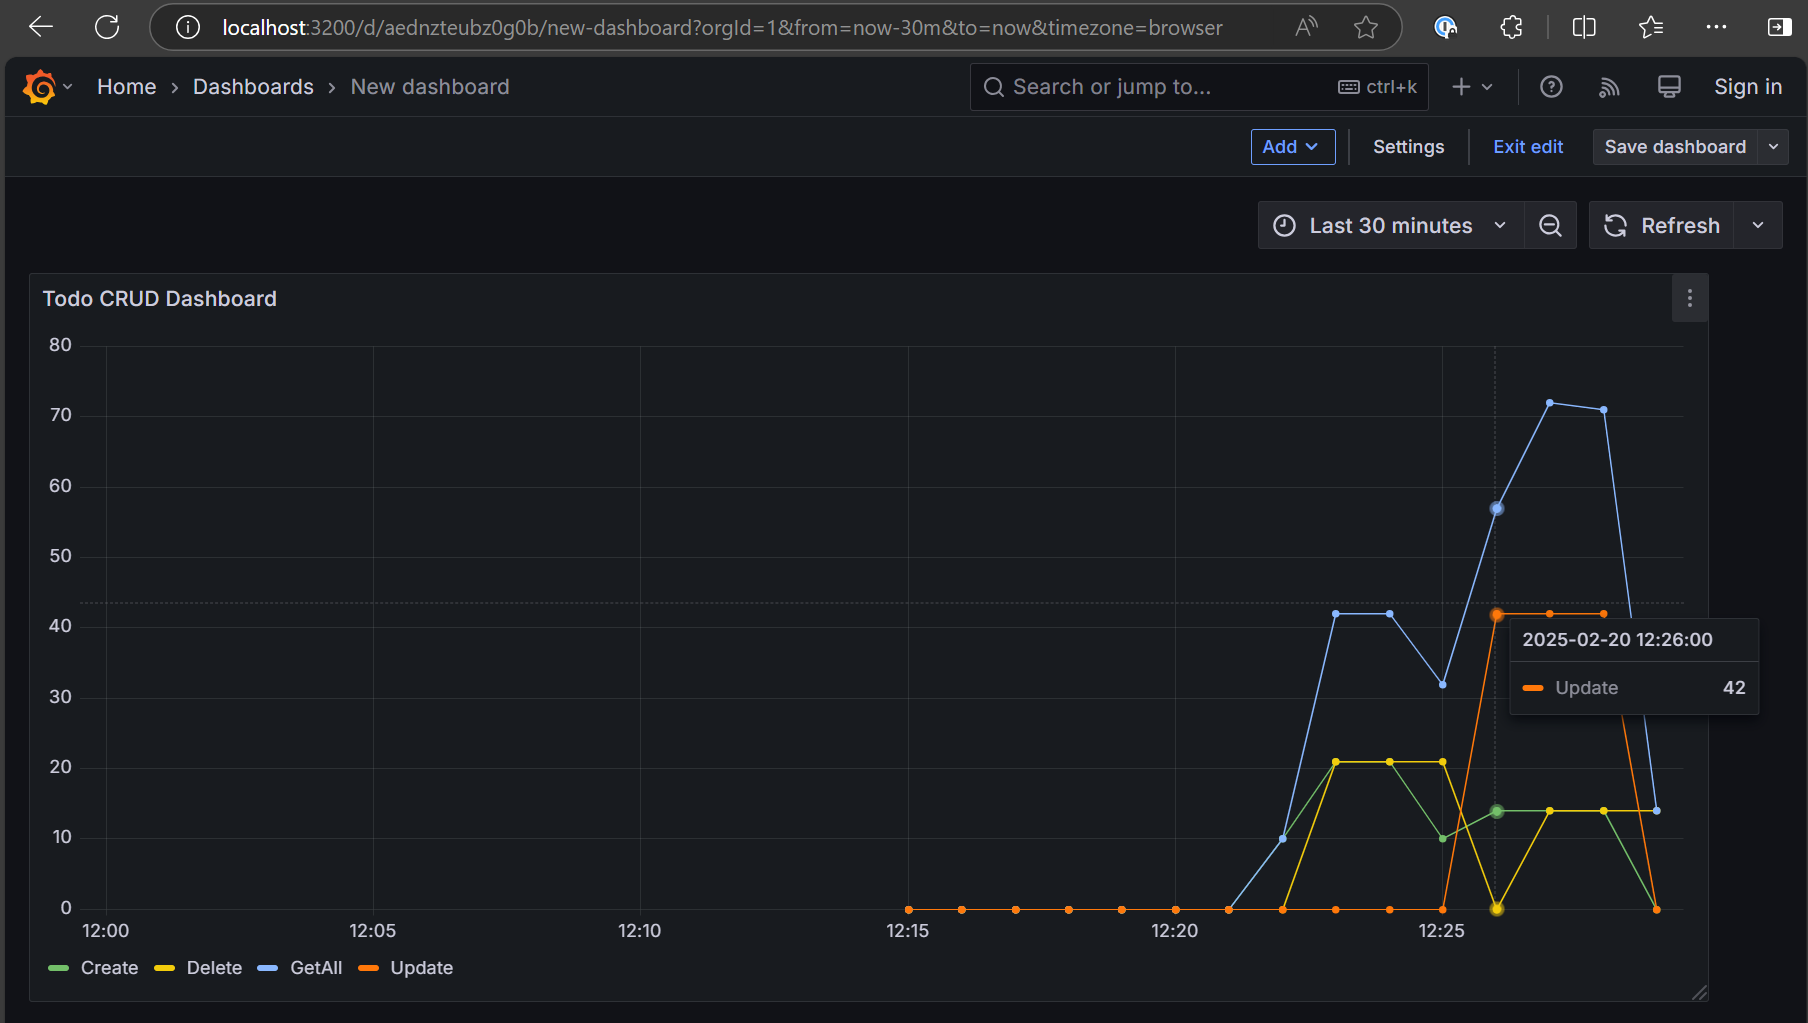 localhost:3200/d/aednzteubz0g0b/new-dashboard?orgId=1&from=now-30m&to=now&timezone=browser
Home › Dashboards › New dashboard
Search or jump to...
ctrl+k
Sign in
Add
Settings
Exit edit
Save dashboard
Last 30 minutes
Refresh
Todo CRUD Dashboard
80
70
60
50
40
30
20
10
0
2025-02-20 12:26:00
Update 42
12:00 12:05 12:10 12:15 12:20 12:25
Create Delete GetAll Update